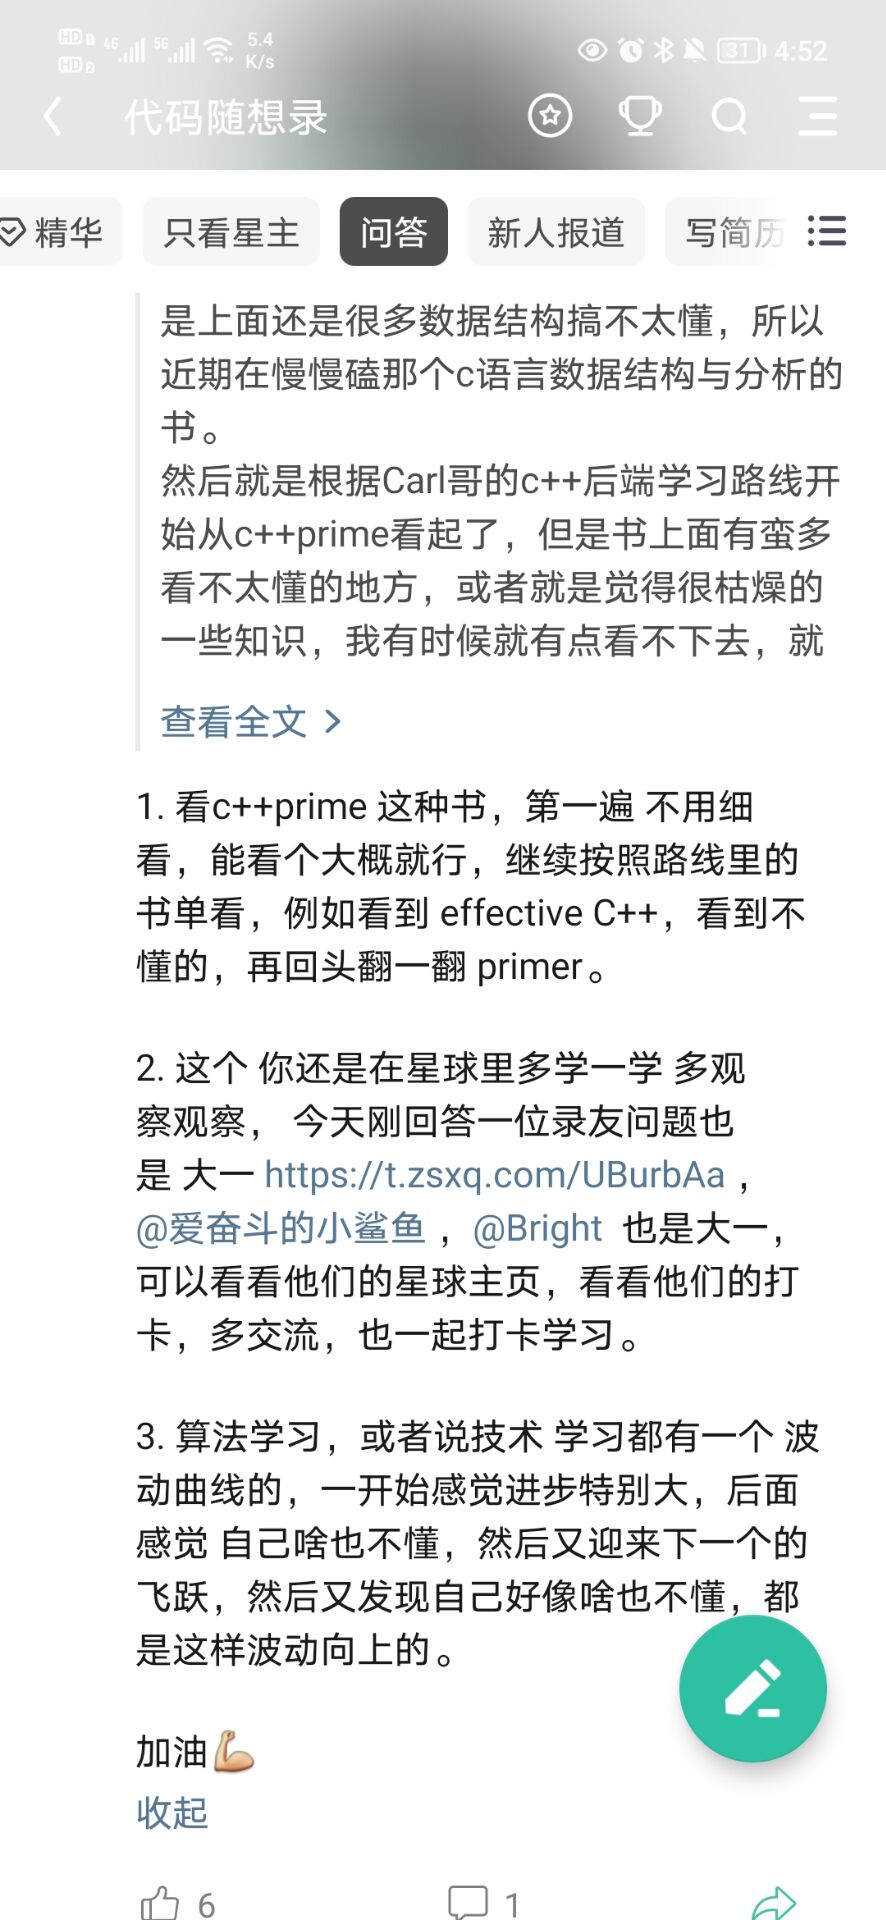 HD 1 4G 5G 5.4 K/s 31 4:52
HD 2
代码随想录
精华 只看星主 问答 新人报道 写简历
是上面还是很多数据结构搞不太懂，所以
近期在慢慢磕那个c语言数据结构与分析的
书。
然后就是根据Carl哥的c++后端学习路线开
始从c++prime看起了，但是书上面有蛮多
看不太懂的地方，或者就是觉得很枯燥的
一些知识，我有时候就有点看不下去，就
查看全文
1. 看c++prime 这种书，第一遍 不用细
看，能看个大概就行，继续按照路线里的
书单看，例如看到 effective C++，看到不
懂的，再回头翻一翻 primer。
2. 这个 你还是在星球里多学一学 多观
察观察， 今天刚回答一位录友问题也
是 大一 https://t.zsxq.com/UBurbAa ，
@爱奋斗的小鲨鱼 ，@Bright 也是大一，
可以看看他们的星球主页，看看他们的打
卡，多交流，也一起打卡学习。
3. 算法学习，或者说技术 学习都有一个 波
动曲线的，一开始感觉进步特别大，后面
感觉 自己啥也不懂，然后又迎来下一个的
飞跃，然后又发现自己好像啥也不懂，都
是这样波动向上的。
加油💪
收起
6 1